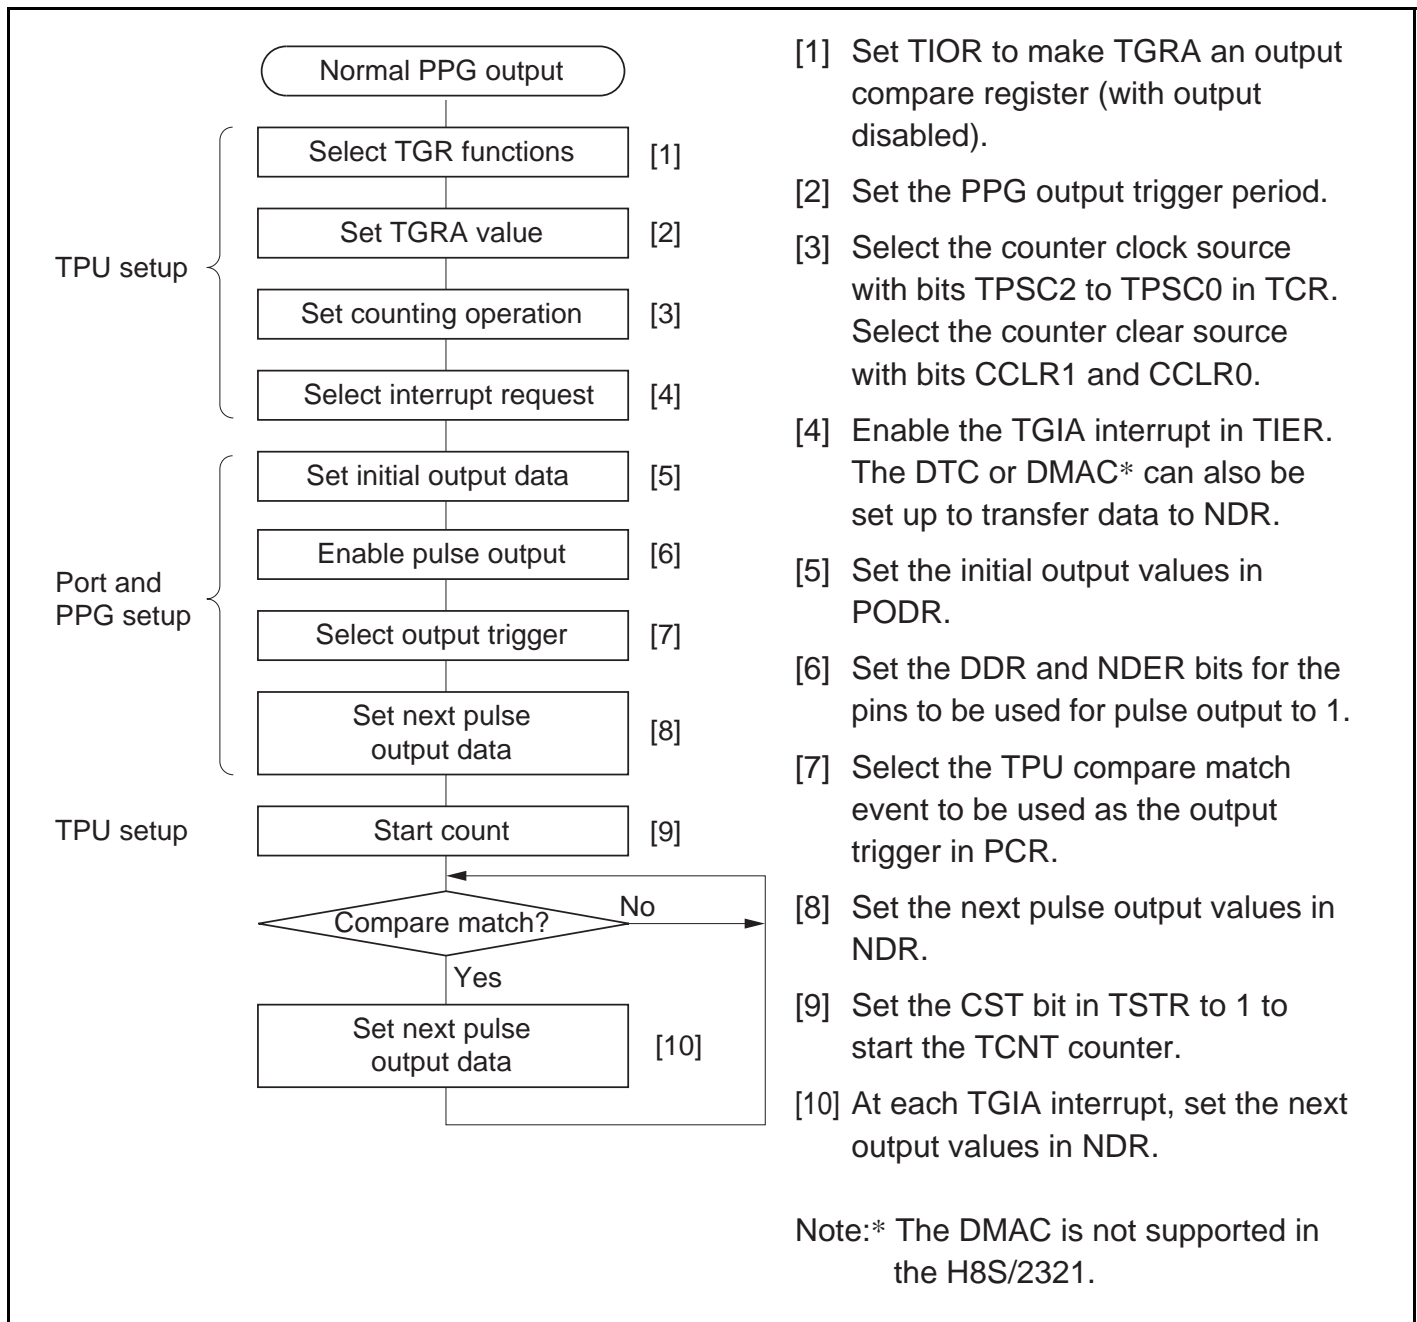 Normal PPG output
Select TGR functions [1]
Set TGRA value [2]
TPU setup
Set counting operation [3]
Select interrupt request [4]
Set initial output data [5]
Enable pulse output [6]
Port and
PPG setup
Select output trigger [7]
Set next pulse
output data
[8]
TPU setup
Start count [9]
Compare match?
No
Yes
Set next pulse
output data
[10]
[1] Set TIOR to make TGRA an output
compare register (with output
disabled).
[2] Set the PPG output trigger period.
[3] Select the counter clock source
with bits TPSC2 to TPSC0 in TCR.
Select the counter clear source
with bits CCLR1 and CCLR0.
[4] Enable the TGIA interrupt in TIER.
The DTC or DMAC* can also be
set up to transfer data to NDR.
[5] Set the initial output values in
PODR.
[6] Set the DDR and NDER bits for the
pins to be used for pulse output to 1.
[7] Select the TPU compare match
event to be used as the output
trigger in PCR.
[8] Set the next pulse output values in
NDR.
[9] Set the CST bit in TSTR to 1 to
start the TCNT counter.
[10] At each TGIA interrupt, set the next
output values in NDR.
Note:* The DMAC is not supported in
the H8S/2321.